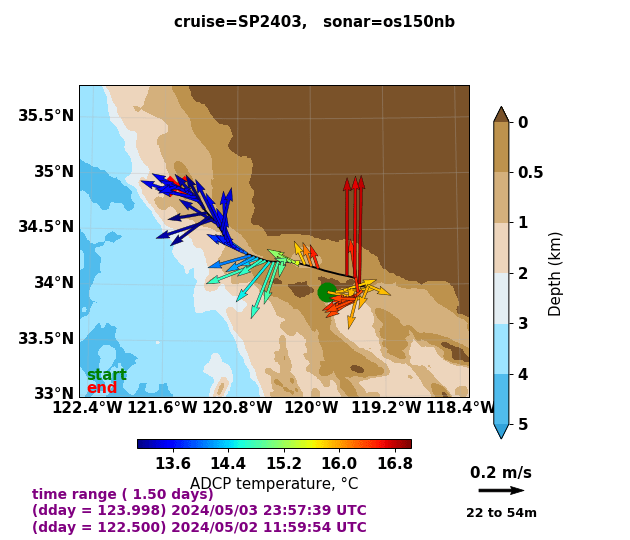 cruise=SP2403,   sonar=os150nb
35.5°N
35°N
34.5°N
34°N
33.5°N
33°N
start
end
122.4°W 121.6°W 120.8°W 120°W 119.2°W 118.4°W
0
0.5
1
2
3
4
5
Depth (km)
13.6 14.4 15.2 16.0 16.8
ADCP temperature, °C
0.2 m/s
22 to 54m
time range ( 1.50 days)
(dday = 123.998) 2024/05/03 23:57:39 UTC
(dday = 122.500) 2024/05/02 11:59:54 UTC